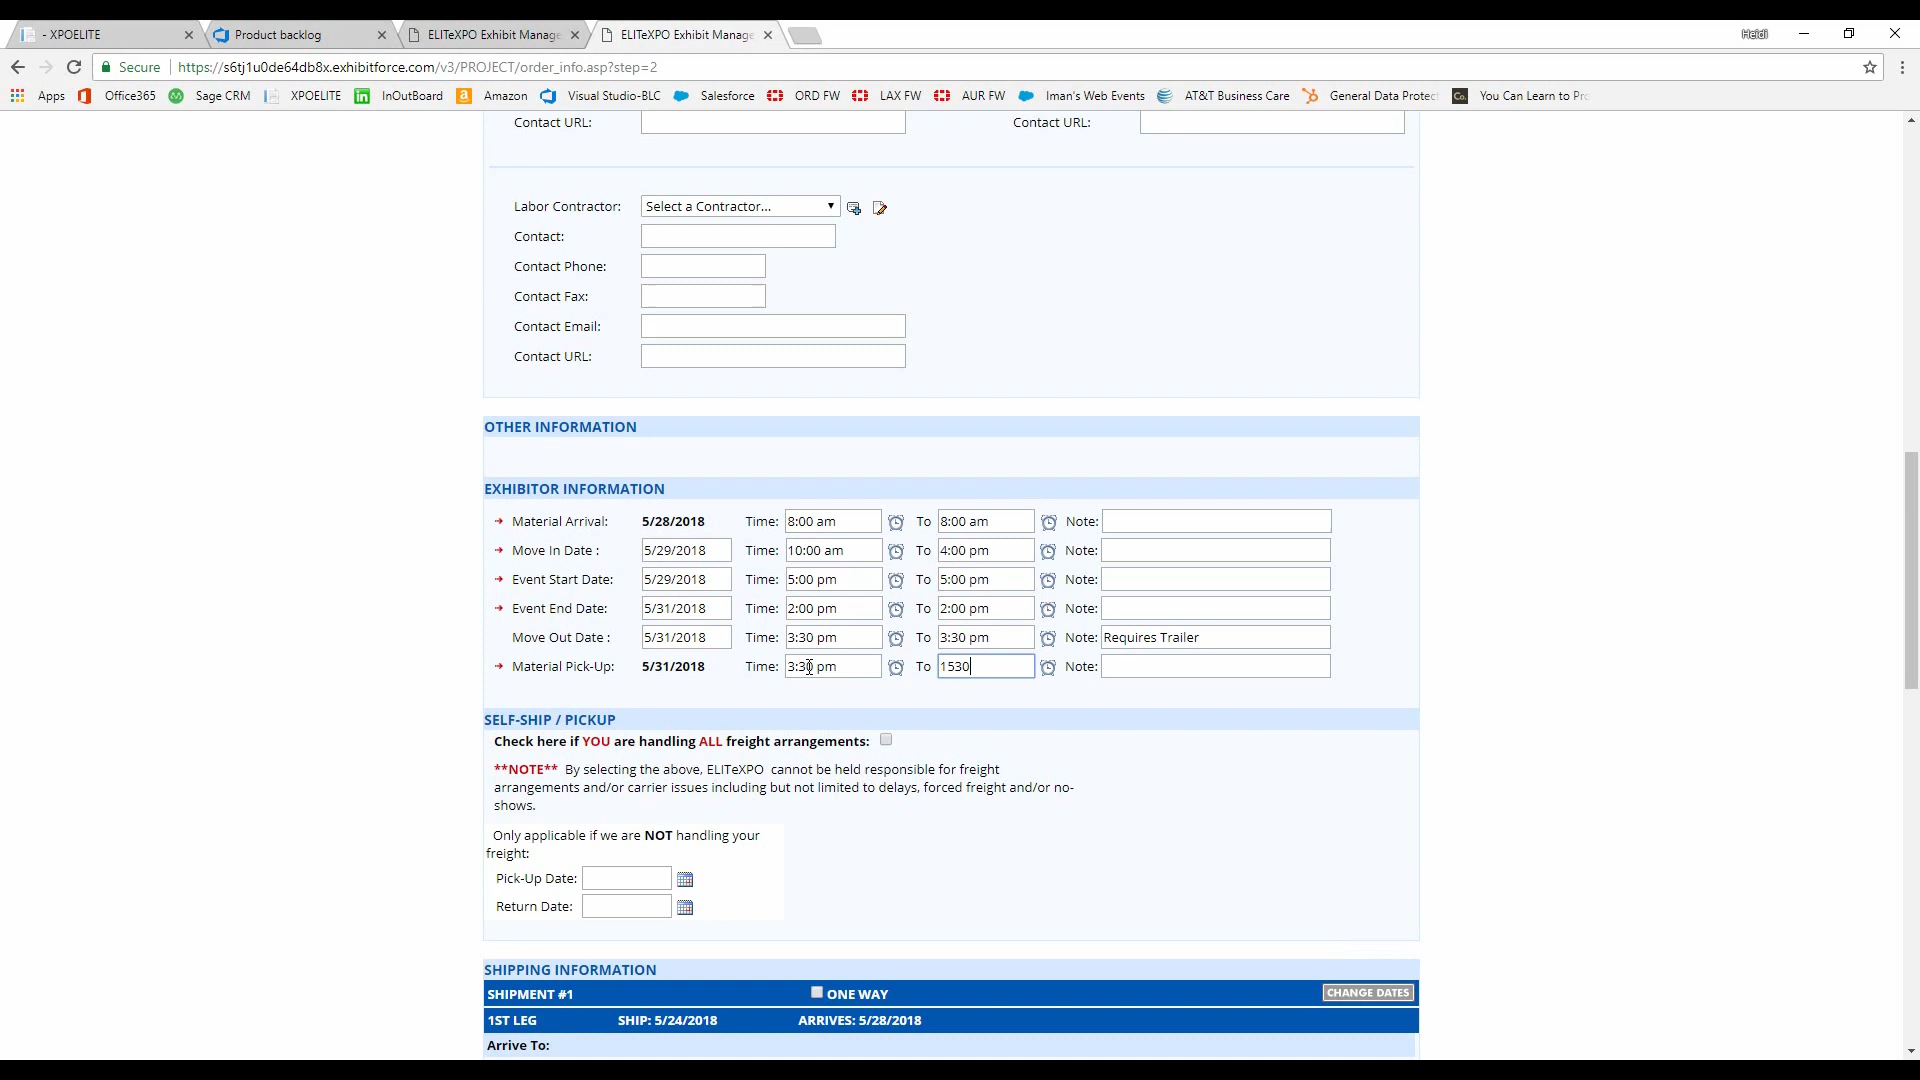 - XPOELITE
Product backlog
ELITeXPO Exhibit Manage
ELITeXPO Exhibit Manage
Heidi
Secure
https://s6tj1u0de64db8x.exhibitforce.com/v3/PROJECT/order_info.asp?step=2
Apps
Office365
Sage CRM
XPOELITE
InOutBoard
Amazon
Visual Studio-BLC
Salesforce
ORD FW
LAX FW
AUR FW
Iman's Web Events
AT&T Business Care
General Data Protec
You Can Learn to Pr
Contact URL:
Contact URL:
Labor Contractor: Select a Contractor...
Contact:
Contact Phone:
Contact Fax:
Contact Email:
Contact URL:
OTHER INFORMATION
EXHIBITOR INFORMATION
Material Arrival: 5/28/2018 Time: 8:00 am To 8:00 am Note:
Move In Date : 5/29/2018 Time: 10:00 am To 4:00 pm Note:
Event Start Date: 5/29/2018 Time: 5:00 pm To 5:00 pm Note:
Event End Date: 5/31/2018 Time: 2:00 pm To 2:00 pm Note:
Move Out Date : 5/31/2018 Time: 3:30 pm To 3:30 pm Note: Requires Trailer
Material Pick-Up: 5/31/2018 Time: 3:30 pm To 1530 Note:
SELF-SHIP / PICKUP
Check here if YOU are handling ALL freight arrangements:
**NOTE** By selecting the above, ELITeXPO cannot be held responsible for freight
arrangements and/or carrier issues including but not limited to delays, forced freight and/or no-
shows.
Only applicable if we are NOT handling your
freight:
Pick-Up Date:
Return Date:
SHIPPING INFORMATION
SHIPMENT #1 ONE WAY CHANGE DATES
1ST LEG SHIP: 5/24/2018 ARRIVES: 5/28/2018
Arrive To: